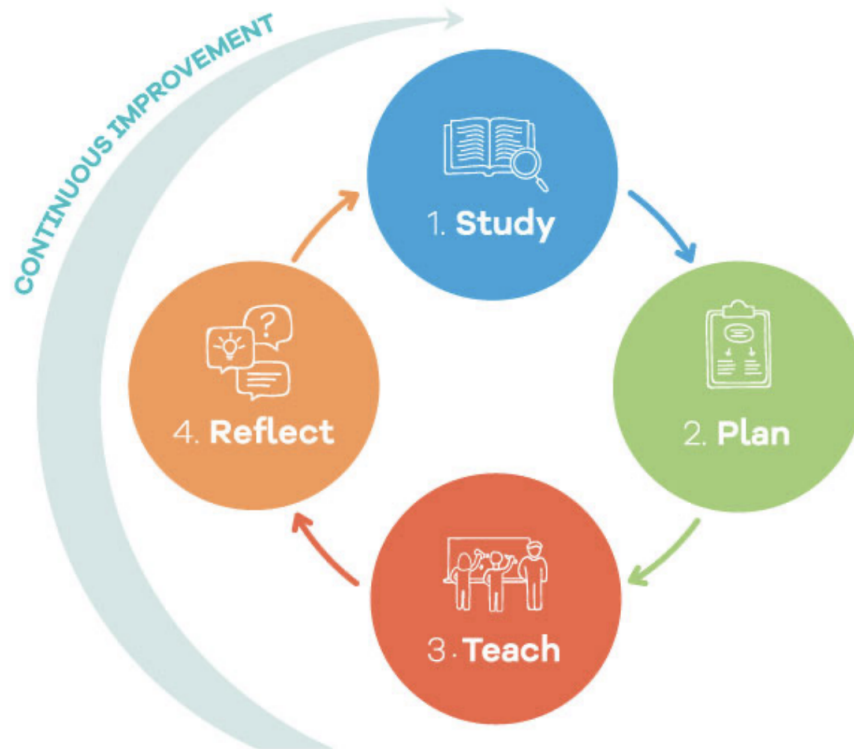 CONTINUOUS IMPROVEMENT
1. Study
2. Plan
3. Teach
4. Reflect
?